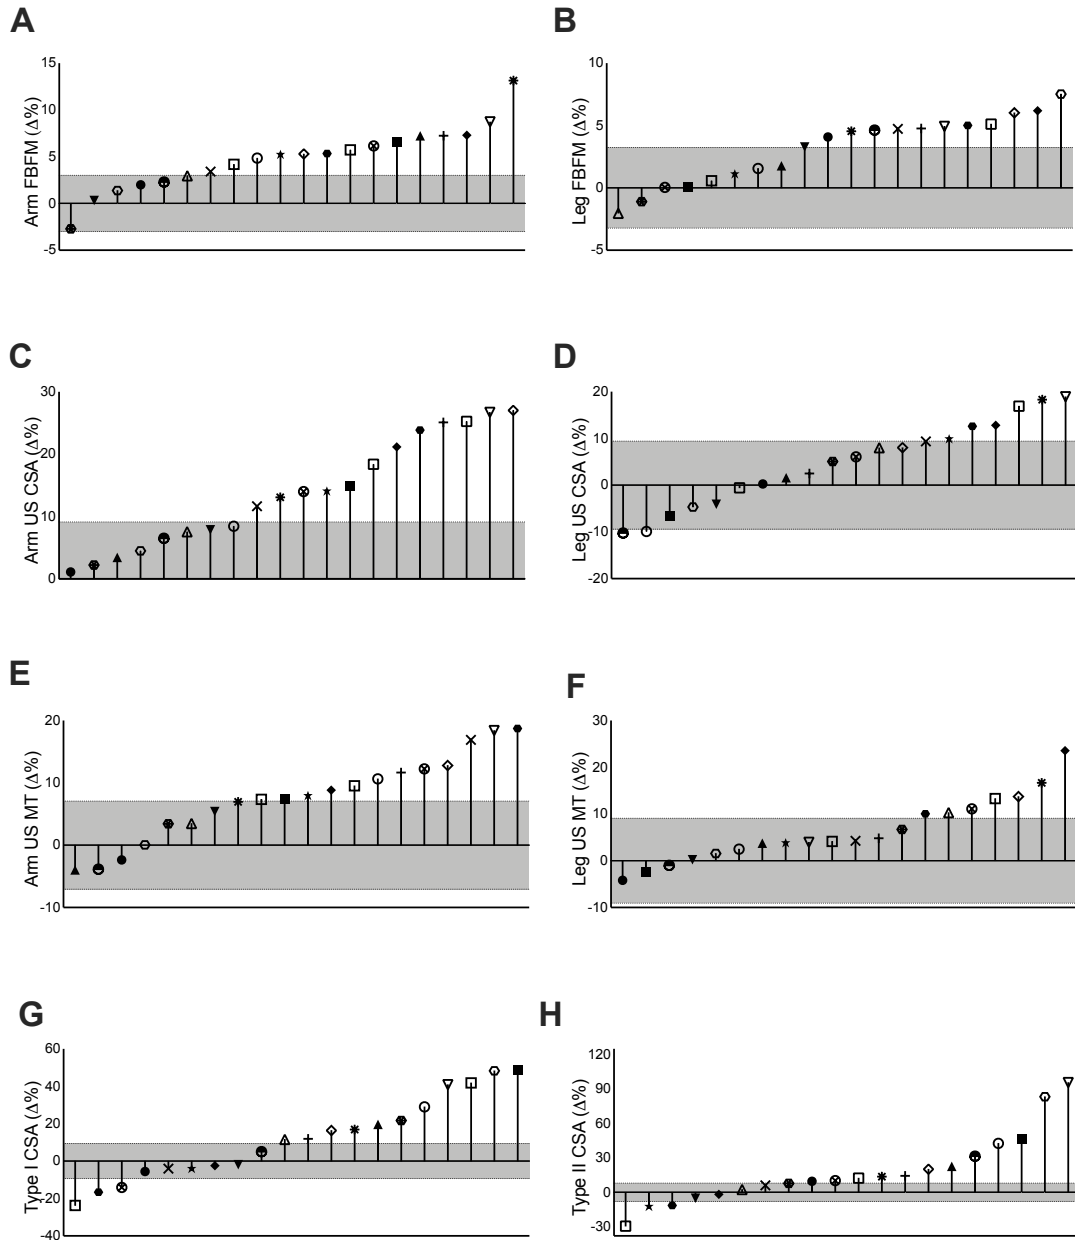 A
B
Arm FBFM (Δ%)
15
10
5
0
-5
Leg FBFM (Δ%)
10
5
0
-5
C
D
Arm US CSA (Δ%)
30
20
10
0
Leg US CSA (Δ%)
20
10
0
-10
-20
E
F
Arm US MT (Δ%)
20
10
0
-10
Leg US MT (Δ%)
30
20
10
0
-10
G
H
Type I CSA (Δ%)
60
40
20
0
-20
-40
Type II CSA (Δ%)
120
90
60
30
0
-30